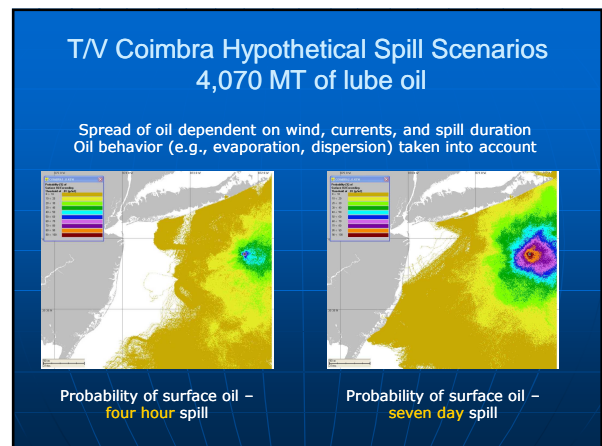 T/V Coimbra Hypothetical Spill Scenarios
4,070 MT of lube oil
Spread of oil dependent on wind, currents, and spill duration
Oil behavior (e.g., evaporation, dispersion) taken into account
Probability of surface oil –
four hour spill
Probability of surface oil –
seven day spill